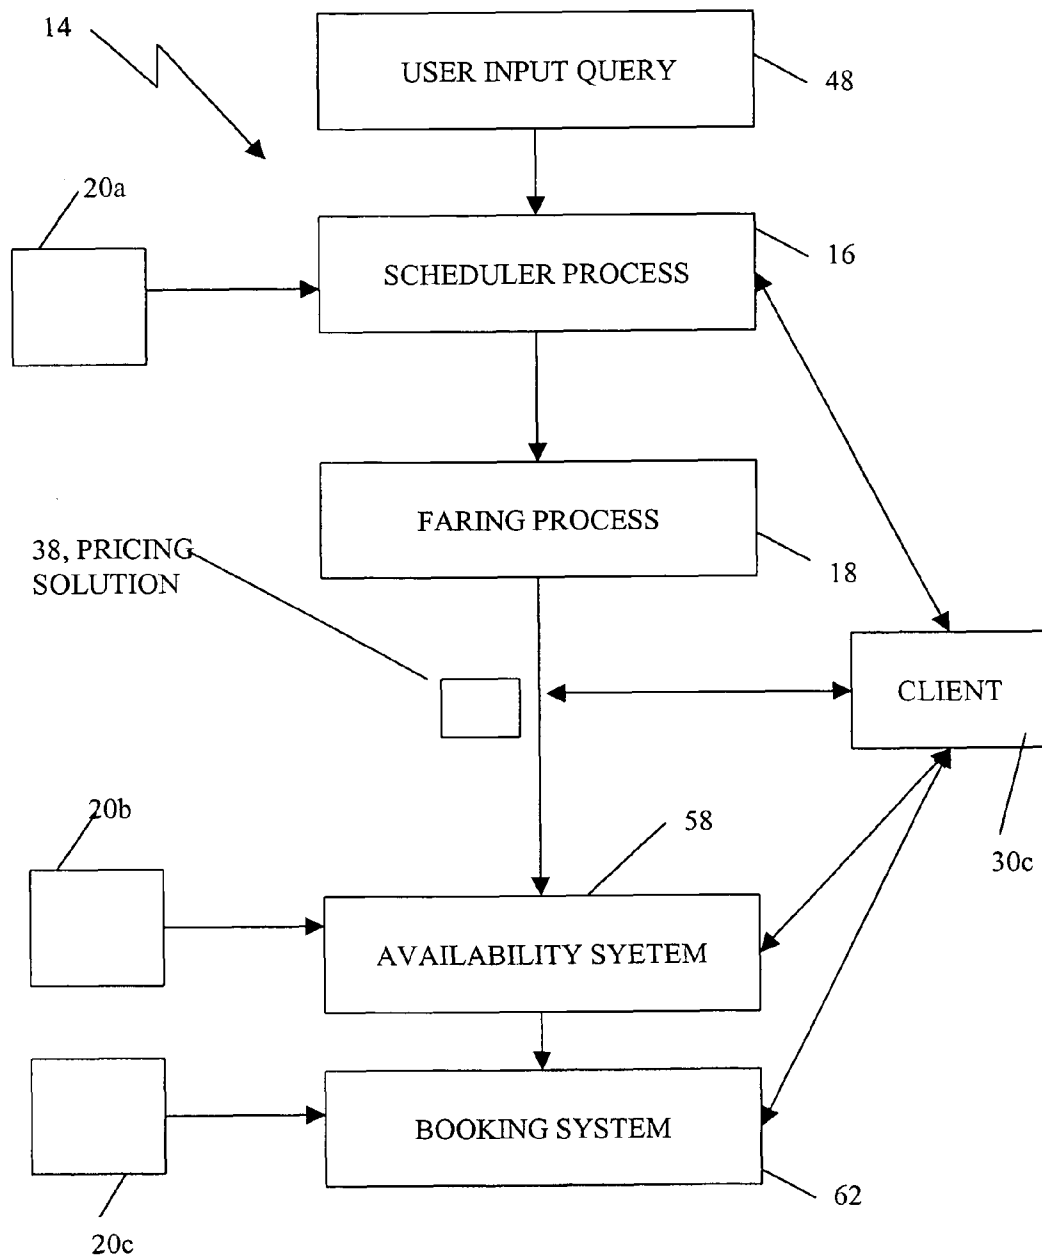 14
USER INPUT QUERY
48
20a
SCHEDULER PROCESS
16
FARING PROCESS
18
38, PRICING
SOLUTION
CLIENT
30c
20b
58
AVAILABILITY SYETEM
BOOKING SYSTEM
62
20c